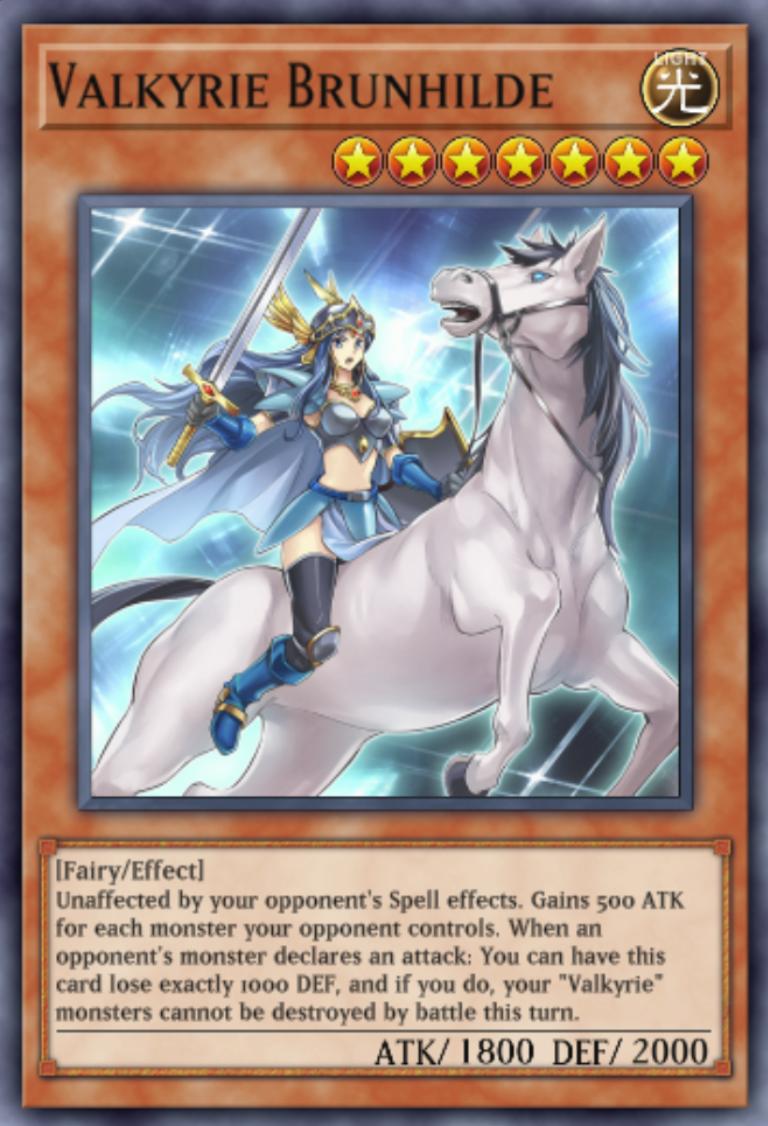 Valkyrie Brunhilde
LIGHT
光
[Fairy/Effect]
Unaffected by your opponent's Spell effects. Gains 500 ATK
for each monster your opponent controls. When an
opponent's monster declares an attack: You can have this
card lose exactly 1000 DEF, and if you do, your "Valkyrie"
monsters cannot be destroyed by battle this turn.
ATK/ 1800 DEF/ 2000